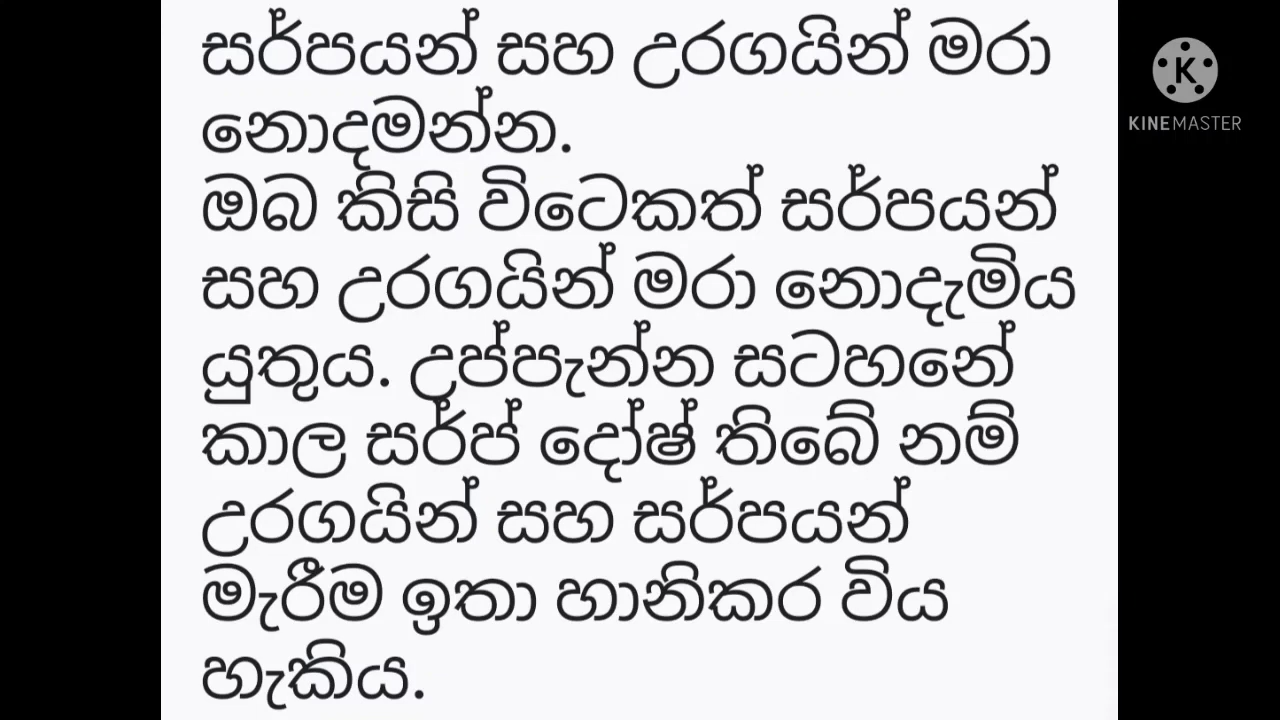 සර්පයන් සහ උරගයින් මරා
නොදමන්න.
ඔබ කිසි විටෙකත් සර්පයන්
සහ උරගයින් මරා නොදැමිය
යුතුය. උප්පැන්න සටහනේ
කාල සර්ප් දෝෂ් තිබේ නම්
උරගයින් සහ සර්පයන්
මැරීම ඉතා හානිකර විය
හැකිය.
K
KINEMASTER